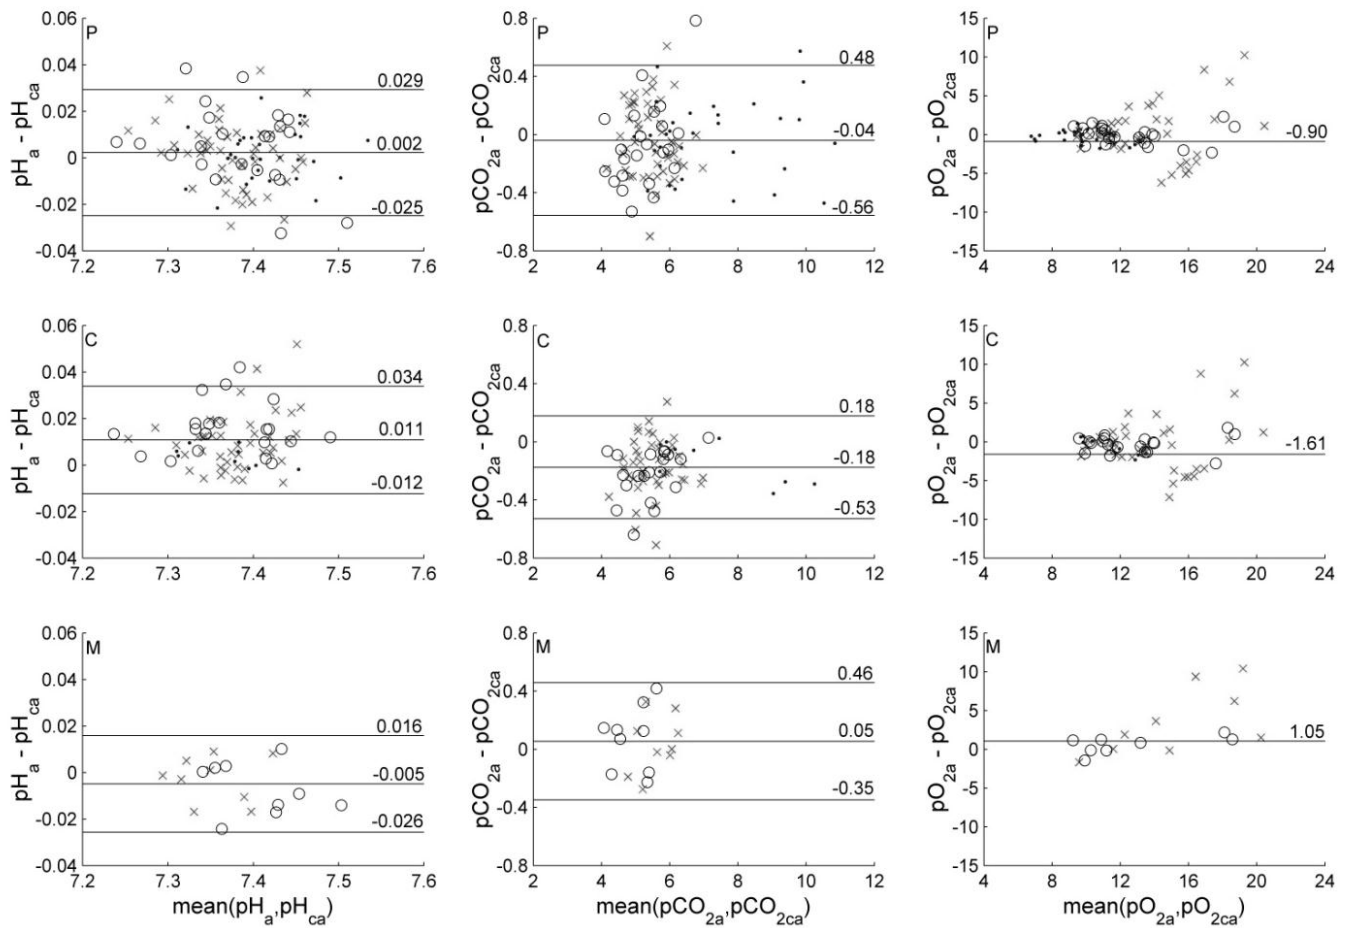 P
0.06
0.04
0.02
0
-0.02
-0.04
pHa - pHca
0.029
0.002
-0.025
7.2 7.3 7.4 7.5 7.6
P
0.8
0.4
0
-0.4
-0.8
pCO2a - pCO2ca
0.48
-0.04
-0.56
2 4 6 8 10 12
P
15
10
5
0
-5
-10
-15
pO2a - pO2ca
-0.90
4 8 12 16 20 24
C
0.06
0.04
0.02
0
-0.02
-0.04
pHa - pHca
0.034
0.011
-0.012
7.2 7.3 7.4 7.5 7.6
C
0.8
0.4
0
-0.4
-0.8
pCO2a - pCO2ca
0.18
-0.18
-0.53
2 4 6 8 10 12
C
15
10
5
0
-5
-10
-15
pO2a - pO2ca
-1.61
4 8 12 16 20 24
M
0.06
0.04
0.02
0
-0.02
-0.04
pHa - pHca
0.016
-0.005
-0.026
7.2 7.3 7.4 7.5 7.6
mean(pHa,pHca)
M
0.8
0.4
0
-0.4
-0.8
pCO2a - pCO2ca
0.46
0.05
-0.35
2 4 6 8 10 12
mean(pCO2a,pCO2ca)
M
15
10
5
0
-5
-10
-15
pO2a - pO2ca
1.05
4 8 12 16 20 24
mean(pO2a,pO2ca)